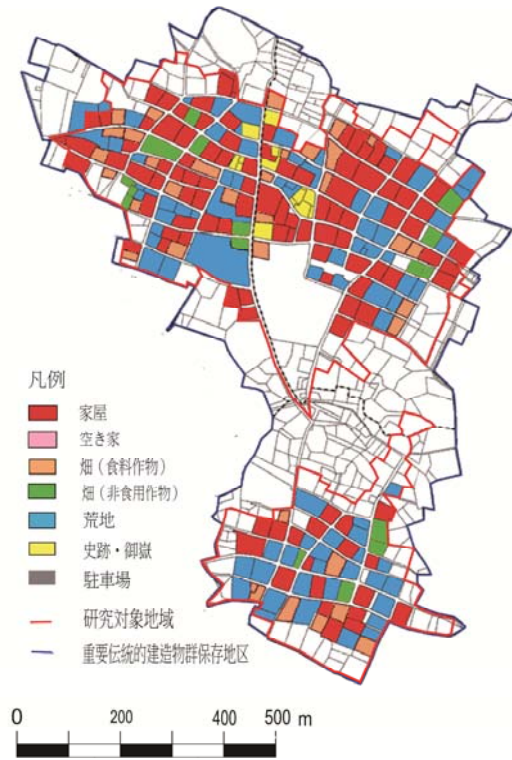 凡例
家屋
空き家
畑（食料作物）
畑（非食用作物）
荒地
史跡・御嶽
駐車場
研究対象地域
重要伝統的建造物群保存地区
0 200 400 500 m